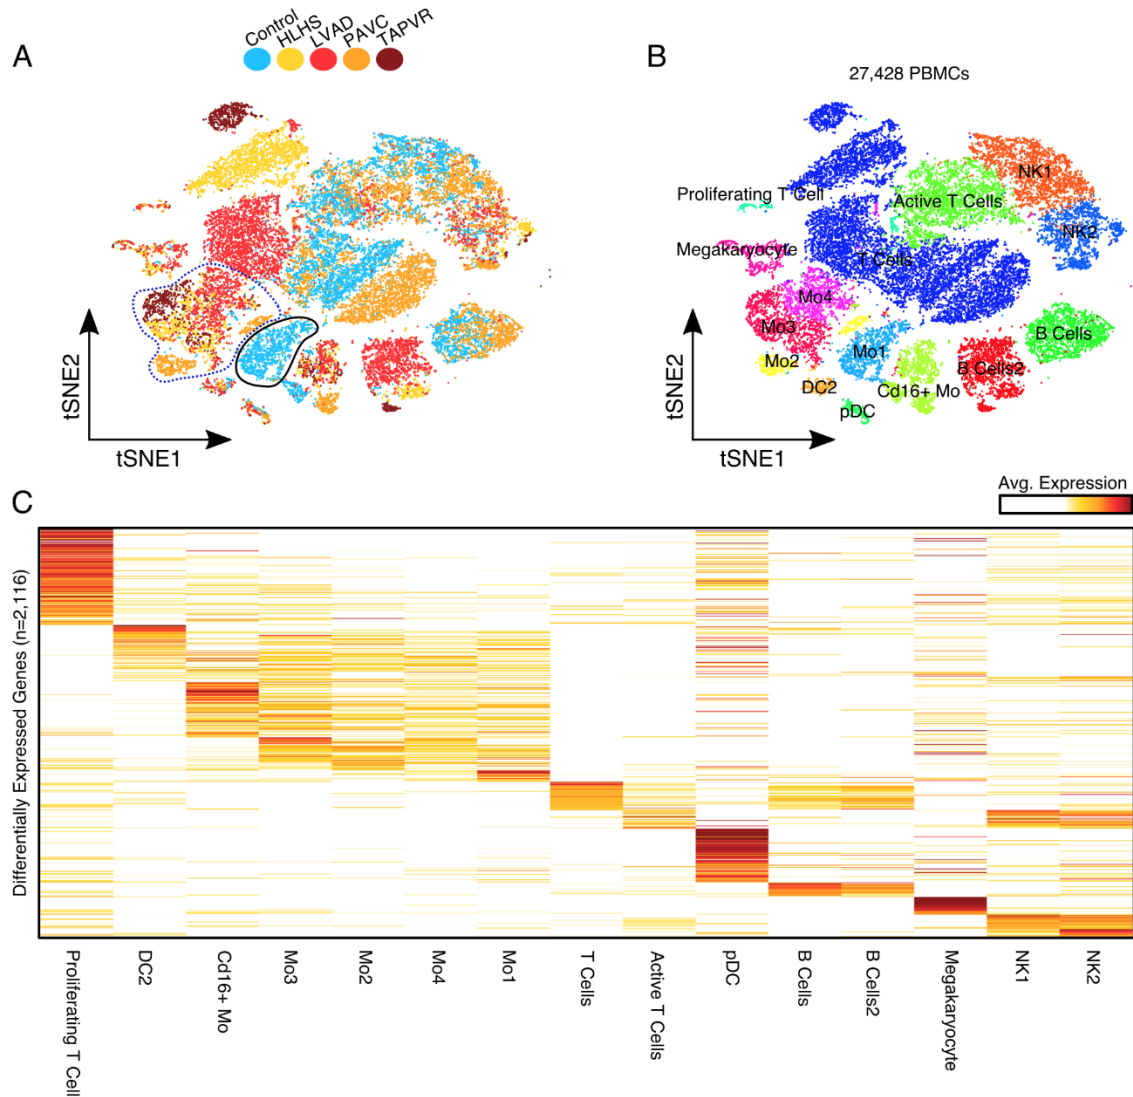 A
Control
HLHS
LVAD
PAVC
TAPVR
tSNE2
tSNE1
B
27,428 PBMCs
NK1
Proliferating T Cell
Active T Cells
NK2
Megakaryocyte
T Cells
Mo4
Mo3
B Cells
Mo1
Mo2
B Cells2
DC2
Cd16+ Mo
pDC
tSNE2
tSNE1
C
Avg. Expression
Differentially Expressed Genes (n=2,116)
Proliferating T Cell
DC2
Cd16+ Mo
Mo3
Mo2
Mo4
Mo1
T Cells
Active T Cells
pDC
B Cells
B Cells2
Megakaryocyte
NK1
NK2